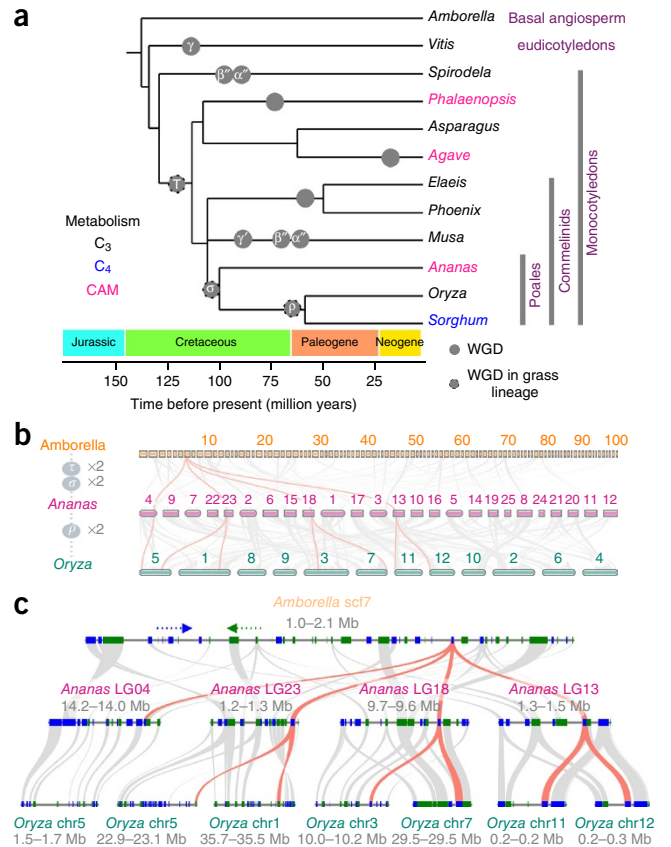 a
Amborella Basal angiosperm
Vitis eudicotyledons
γ
Spirodela
β″ α″
Phalaenopsis
Asparagus
Agave
T
Elaeis
Phoenix
Musa
γ′ β″ α″
Ananas
σ
Oryza
ρ
Sorghum
Poales
Commelinids
Monocotyledons
Metabolism
C3
C4
CAM
Jurassic Cretaceous Paleogene Neogene
150 125 100 75 50 25
Time before present (million years)
WGD
WGD in grass
lineage
b
Amborella 10 20 30 40 50 60 70 80 90 100
τ ×2
σ ×2
Ananas 4 9 7 22 23 2 6 15 18 1 17 3 13 10 16 5 14 19 25 8 24 21 20 11 12
ρ ×2
Oryza 5 1 8 9 3 7 11 12 10 2 6 4
c
Amborella scf7
1.0–2.1 Mb
Ananas LG04 Ananas LG23 Ananas LG18 Ananas LG13
14.2–14.0 Mb 1.2–1.3 Mb 9.7–9.6 Mb 1.3–1.5 Mb
Oryza chr5 Oryza chr5 Oryza chr1 Oryza chr3 Oryza chr7 Oryza chr11 Oryza chr12
1.5–1.7 Mb 22.9–23.1 Mb 35.7–35.5 Mb 10.0–10.2 Mb 29.5–29.5 Mb 0.2–0.2 Mb 0.2–0.3 Mb